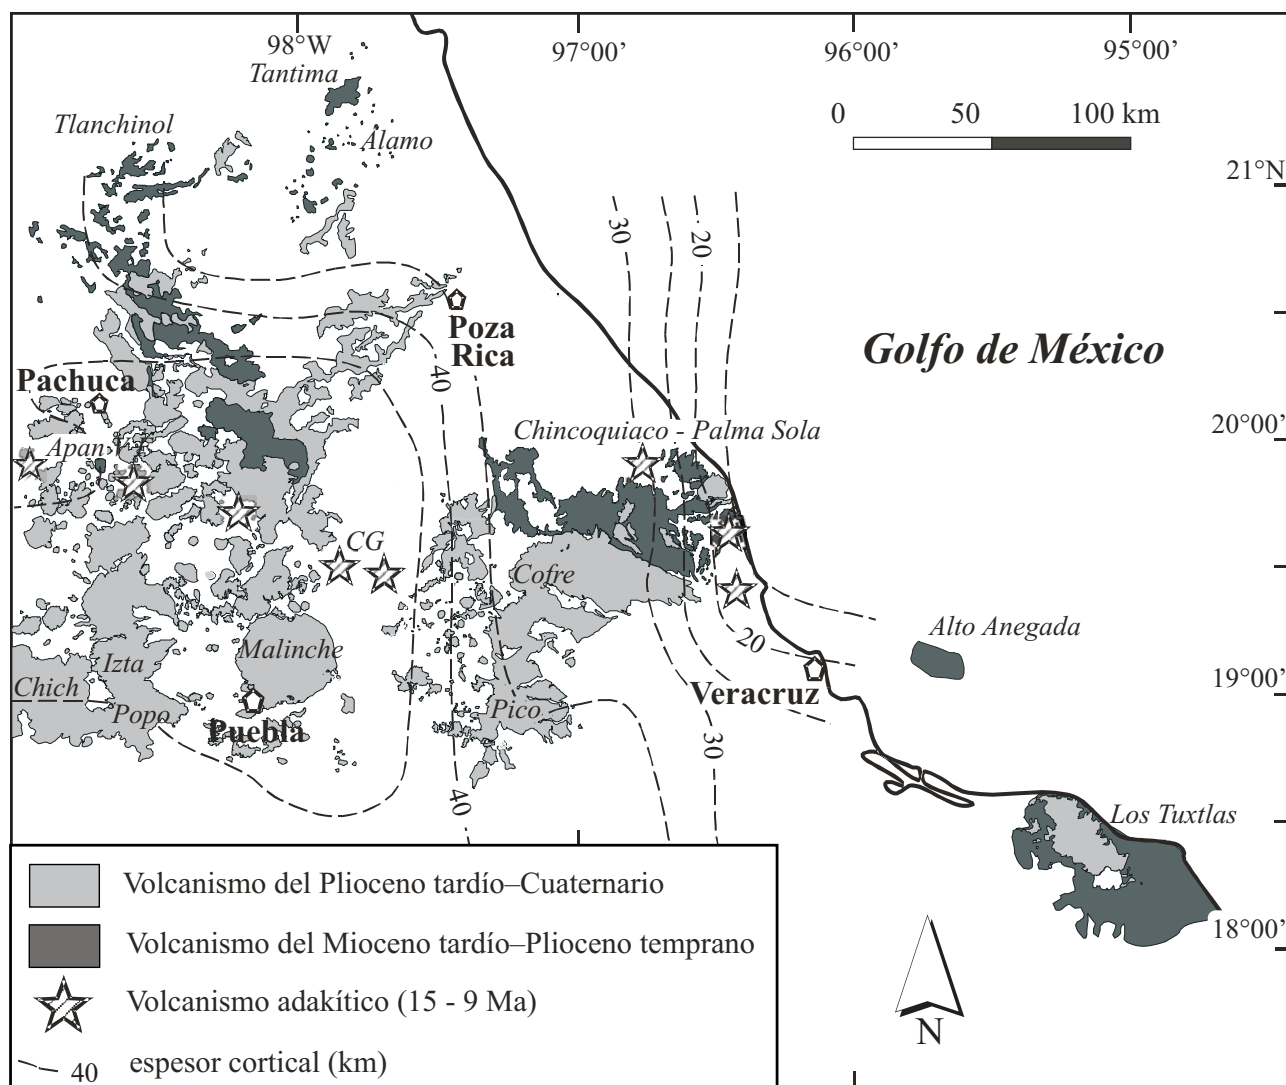 98°W
97°00'
96°00'
95°00'
Tantima
Tlanchinol
Álamo
0
50
100 km
21°N
30
20
Poza
Rica
Golfo de México
40
Pachuca
Apan V. F.
Chincoquiaco - Palma Sola
20°00'
CG
Cofre
20
Alto Anegada
Malinche
Izta
Chich
Popo
Puebla
Pico
Veracruz
19°00'
30
40
Los Tuxtlas
18°00'
Volcanismo del Plioceno tardío–Cuaternario
Volcanismo del Mioceno tardío–Plioceno temprano
Volcanismo adakítico (15 - 9 Ma)
40 espesor cortical (km)
N